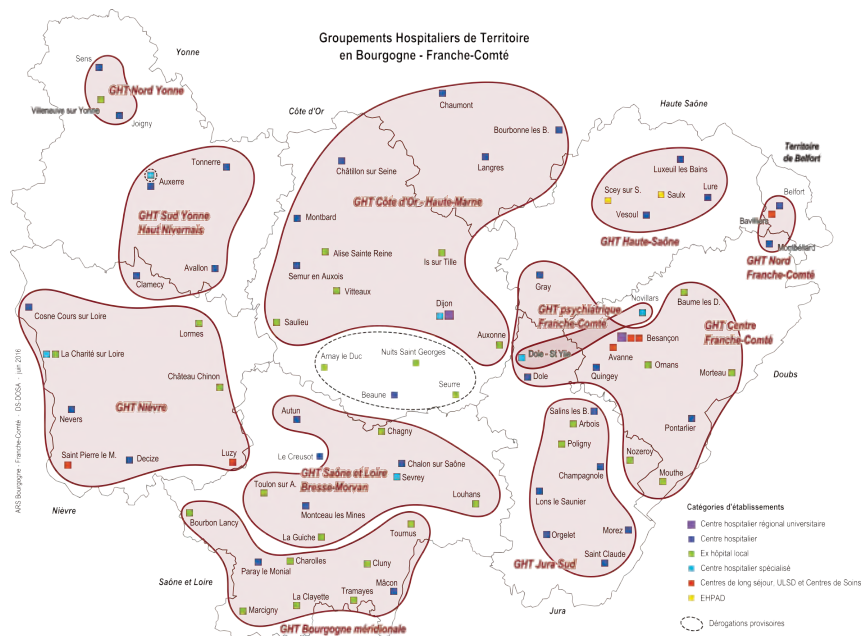 Groupements Hospitaliers de Territoire
en Bourgogne - Franche-Comté
Yonne
Sens
GHT Nord Yonne
Villeneuve sur Yonne
Joigny
Côte d'Or
Haute Saône
Chaumont
Bourbonne les B.
Châtillon sur Seine
Langres
Territoire
de Belfort
Tonnerre
Auxerre
GHT Sud Yonne
Haut Nivernais
Avallon
Clamecy
GHT Côte d'Or - Haute-Marne
Montbard
Alise Sainte Reine
Is sur Tille
Semur en Auxois
Vitteaux
Dijon
Saulieu
Auxonne
Luxeuil les Bains
Scey sur S.
Saulx
Lure
Vesoul
GHT Haute-Saône
Belfort
Bavilliers
Montbéliard
GHT Nord
Franche-Comté
Gray
GHT psychiatrique
Franche-Comté
Novillars
Baume les D.
GHT Centre
Franche-Comté
Besançon
Avanne
Dole - St Ylie
Dole
Quingey
Ornans
Morteau
Doubs
Pontarlier
Nozeroy
Mouthe
Cosne Cours sur Loire
Lormes
La Charité sur Loire
Château Chinon
GHT Nièvre
Nevers
Saint Pierre le M.
Decize
Luzy
Nièvre
Arnay le Duc
Nuits Saint Georges
Beaune
Seurre
Autun
Chagny
Le Creusot
Chalon sur Saône
GHT Saône et Loire
Bresse-Morvan
Sevrey
Toulon sur A.
Montceau les Mines
Louhans
La Guiche
Tournus
Bourbon Lancy
Charolles
Cluny
Paray le Monial
Mâcon
La Clayette
Tramayes
Marcigny
Saône et Loire
GHT Bourgogne méridionale
Salins les B.
Arbois
Poligny
Champagnole
Lons le Saunier
Orgelet
Morez
Saint Claude
GHT Jura Sud
Jura
Catégories d'établissements
Centre hospitalier régional universitaire
Centre hospitalier
Ex hôpital local
Centre hospitalier spécialisé
Centres de long séjour, ULSD et Centres de Soins
EHPAD
Dérogations provisoires
ARS Bourgogne - Franche-Comté - DS-DOSA - juin 2016